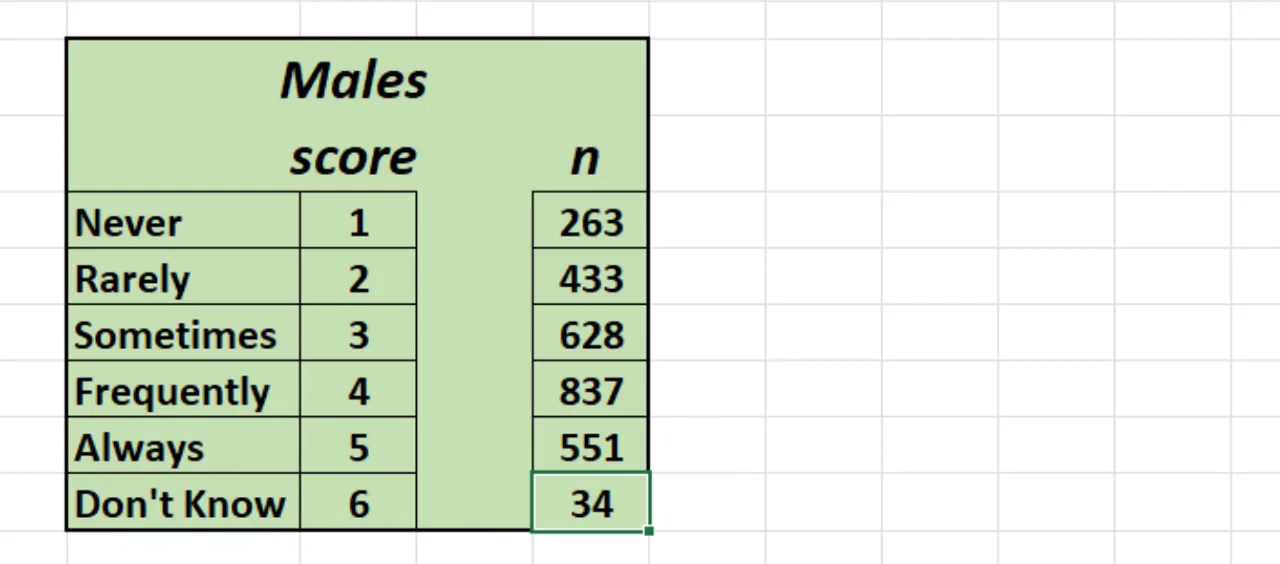 Males
score n
Never 1 263
Rarely 2 433
Sometimes 3 628
Frequently 4 837
Always 5 551
Don't Know 6 34